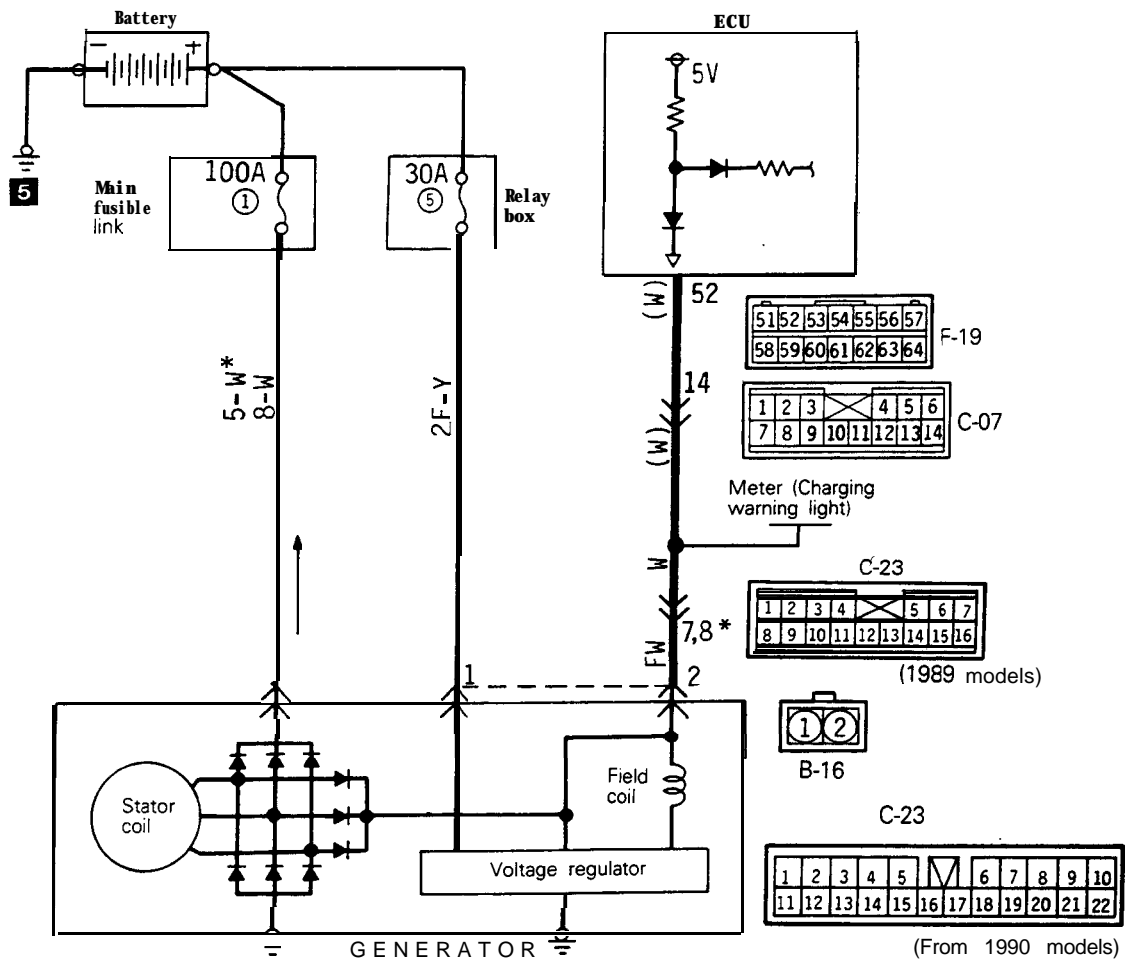 Battery
ECU
− +
5V
5
Main
fusible
link
100A
①
30A
⑤
Relay
box
(W)
52
51 52 53 54 55 56 57
58 59 60 61 62 63 64
F-19
5-W*
8-W
2F-Y
14
(W)
1 2 3 4 5 6
7 8 9 10 11 12 13 14
C-07
Meter (Charging
warning light)
W
C-23
1 2 3 4 5 6 7
8 9 10 11 12 13 14 15 16
(1989 models)
7,8*
FW
1
2
① ②
B-16
Stator
coil
Field
coil
Voltage regulator
GENERATOR
C-23
1 2 3 4 5 6 7 8 9 10
11 12 13 14 15 16 17 18 19 20 21 22
(From 1990 models)